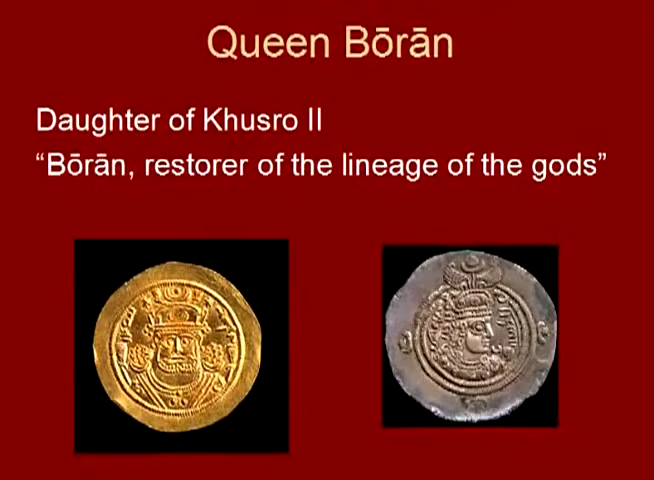 Queen Bōrān
Daughter of Khusro II
“Bōrān, restorer of the lineage of the gods”